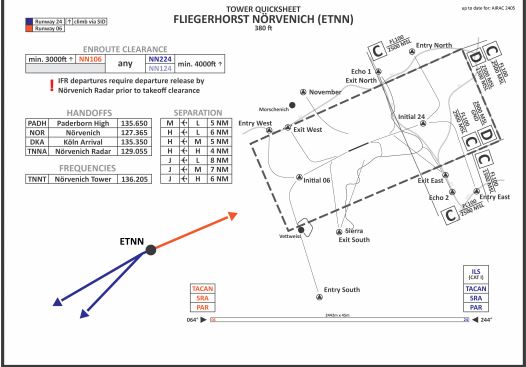 TOWER QUICKSHEET
FLIEGERHORST NÖRVENICH (ETNN)
380 ft
up to date for: AIRAC 2405
Runway 24 ↑ climb via SID
Runway 06
ENROUTE CLEARANCE
min. 3000ft ↑ NN106 any NN224 min. 4000ft ↑
NN124
! IFR departures require departure release by
Nörvenich Radar prior to takeoff clearance
HANDOFFS
PADH Paderborn High 135.650
NOR Nörvenich 127.365
DKA Köln Arrival 135.350
TNNA Nörvenich Radar 129.055
FREQUENCIES
TNNT Nörvenich Tower 136.205
SEPARATION
M ← L 5 NM
H ← L 6 NM
H ← M 5 NM
H ← H 4 NM
J ← L 8 NM
J ← M 7 NM
J ← H 6 NM
C FL100 2500 MSL
Entry North
Echo 1
Exit North
November
Morschenich
Entry West
Exit West
Initial 24
Initial 06
Exit East
Echo 2
Entry East
Vettweiss
Sierra
Exit South
Entry South
C
D
D
C
C
C FL100 2500 MSL
ETNN
TACAN
SRA
PAR
ILS
(CAT I)
TACAN
SRA
PAR
064° ▶ 06
24 ◀ 244°